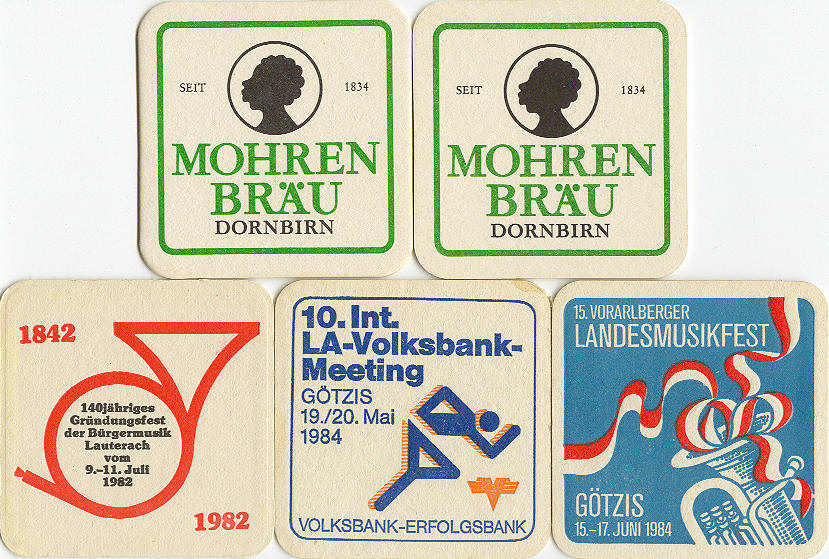 SEIT 1834
MOHREN
BRÄU
DORNBIRN
SEIT 1834
MOHREN
BRÄU
DORNBIRN
1842
140jähriges
Gründungsfest
der Bürgermusik
Lauterach
vom
9.–11. Juli
1982
1982
10. Int.
LA-Volksbank-
Meeting
GÖTZIS
19./20. Mai
1984
VOLKSBANK-ERFOLGSBANK
15. VORARLBERGER
LANDESMUSIKFEST
GÖTZIS
15.–17. JUNI 1984